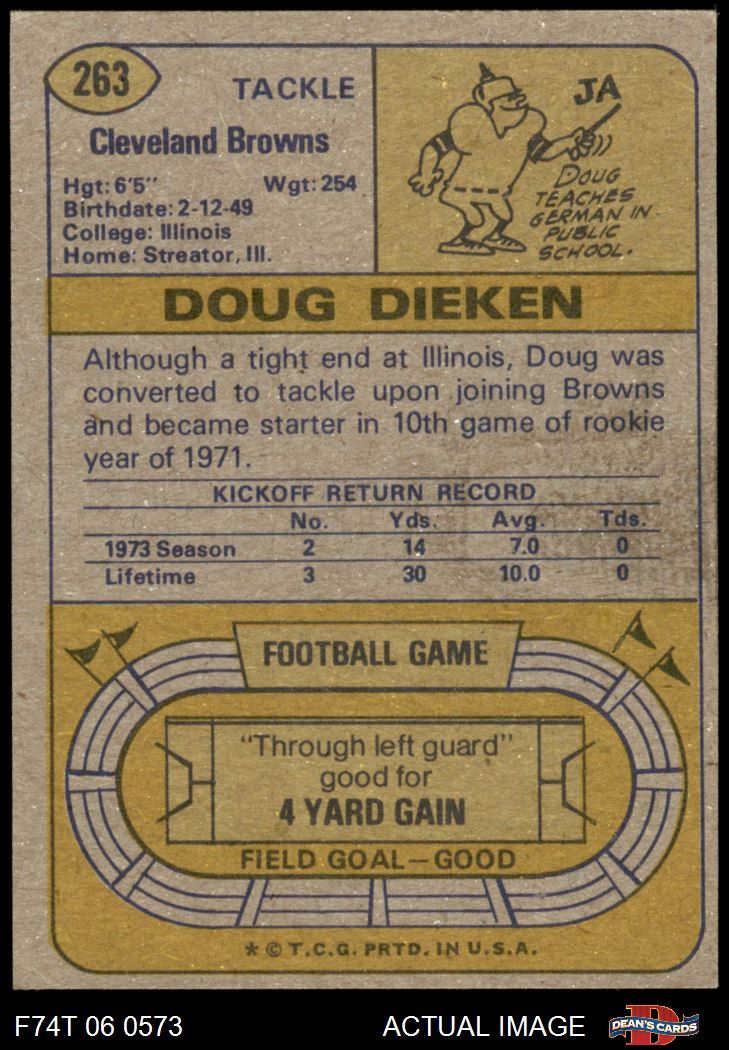 263
TACKLE
Cleveland Browns
Hgt: 6'5" Wgt: 254
Birthdate: 2-12-49
College: Illinois
Home: Streator, Ill.
JA
DOUG
TEACHES
GERMAN IN
PUBLIC
SCHOOL.
DOUG DIEKEN
Although a tight end at Illinois, Doug was
converted to tackle upon joining Browns
and became starter in 10th game of rookie
year of 1971.
KICKOFF RETURN RECORD
No. Yds. Avg. Tds.
1973 Season 2 14 7.0 0
Lifetime 3 30 10.0 0
FOOTBALL GAME
"Through left guard"
good for
4 YARD GAIN
FIELD GOAL—GOOD
* © T.C.G. PRTD. IN U.S.A.
F74T 06 0573 ACTUAL IMAGE
D
DEAN'S CARDS